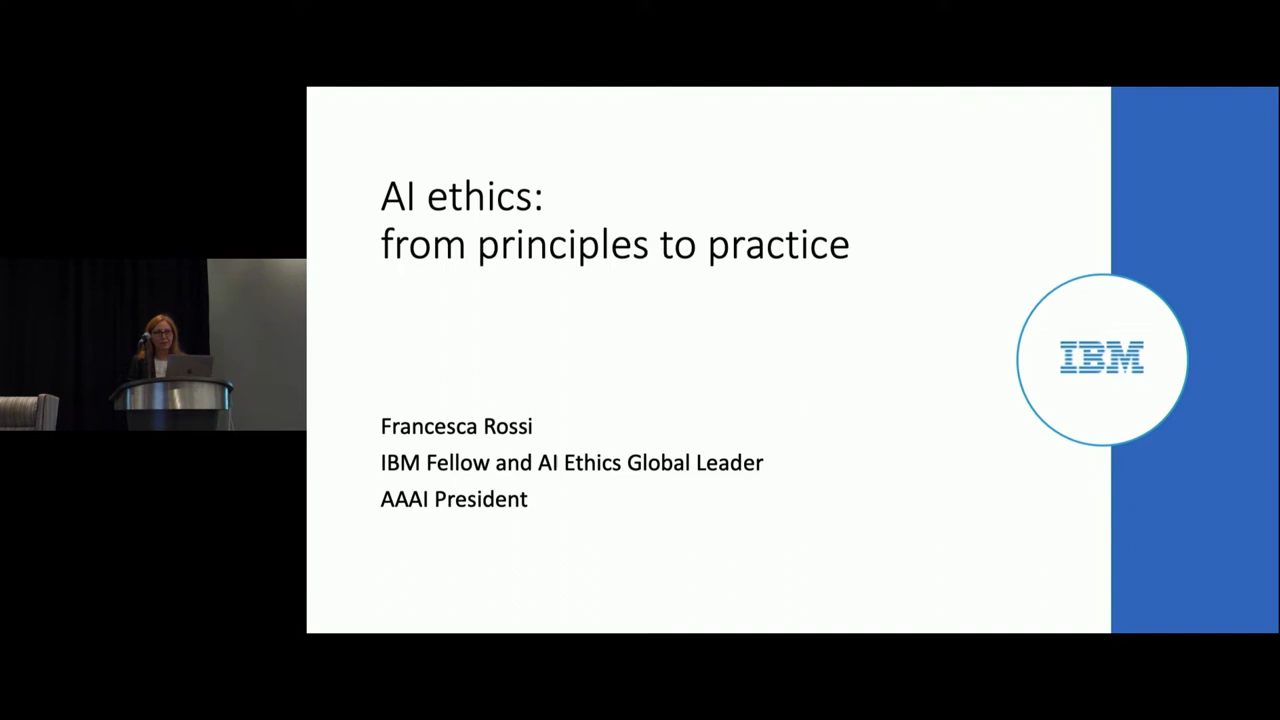 AI ethics:
from principles to practice
IBM
Francesca Rossi
IBM Fellow and AI Ethics Global Leader
AAAI President